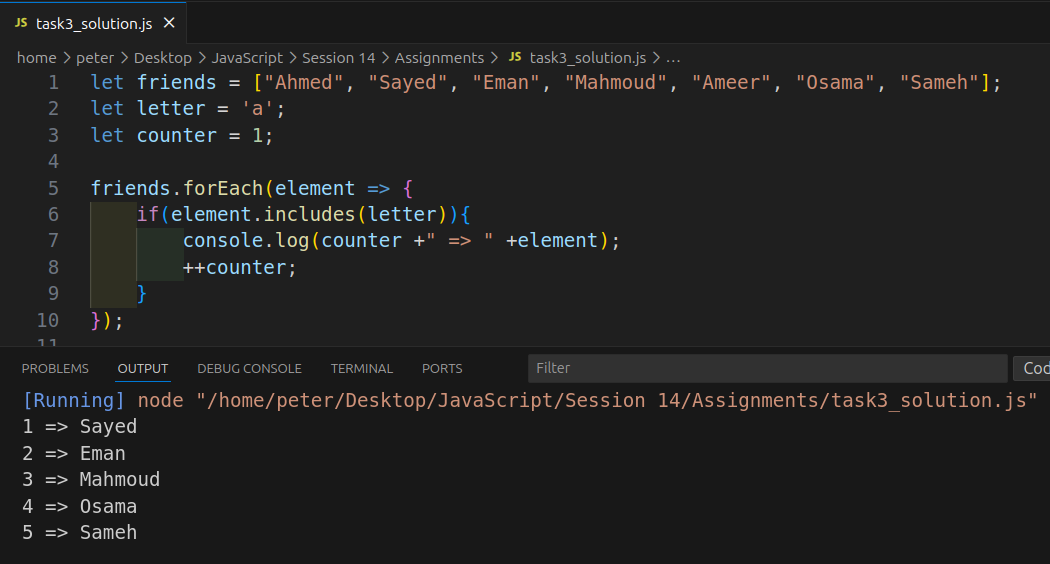 JS task3_solution.js ×
home > peter > Desktop > JavaScript > Session 14 > Assignments > JS task3_solution.js > ...
1 let friends = ["Ahmed", "Sayed", "Eman", "Mahmoud", "Ameer", "Osama", "Sameh"];
2 let letter = 'a';
3 let counter = 1;
4
5 friends.forEach(element => {
6     if(element.includes(letter)){
7         console.log(counter +" => " +element);
8         ++counter;
9     }
10 });
11
PROBLEMS OUTPUT DEBUG CONSOLE TERMINAL PORTS Filter Cod
[Running] node "/home/peter/Desktop/JavaScript/Session 14/Assignments/task3_solution.js"
1 => Sayed
2 => Eman
3 => Mahmoud
4 => Osama
5 => Sameh